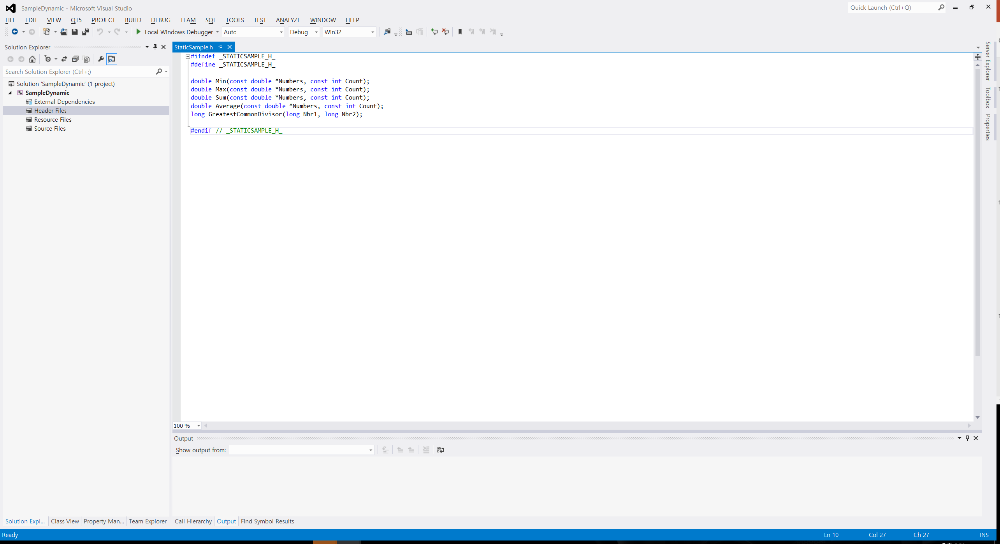 SampleDynamic - Microsoft Visual Studio
Quick Launch (Ctrl+Q)
FILE EDIT VIEW QT5 PROJECT BUILD DEBUG TEAM SQL TOOLS TEST ANALYZE WINDOW HELP
Local Windows Debugger Auto Debug Win32
Solution Explorer
Search Solution Explorer (Ctrl+;)
Solution 'SampleDynamic' (1 project)
SampleDynamic
External Dependencies
Header Files
Resource Files
Source Files
StaticSample.h
#ifndef _STATICSAMPLE_H_
#define _STATICSAMPLE_H_
double Min(const double *Numbers, const int Count);
double Max(const double *Numbers, const int Count);
double Sum(const double *Numbers, const int Count);
double Average(const double *Numbers, const int Count);
long GreatestCommonDivisor(long Nbr1, long Nbr2);
#endif // _STATICSAMPLE_H_
Server Explorer
Toolbox
Properties
100 %
Output
Show output from:
Solution Expl... Class View Property Man... Team Explorer
Call Hierarchy Output Find Symbol Results
Ready Ln 10 Col 27 Ch 27 INS